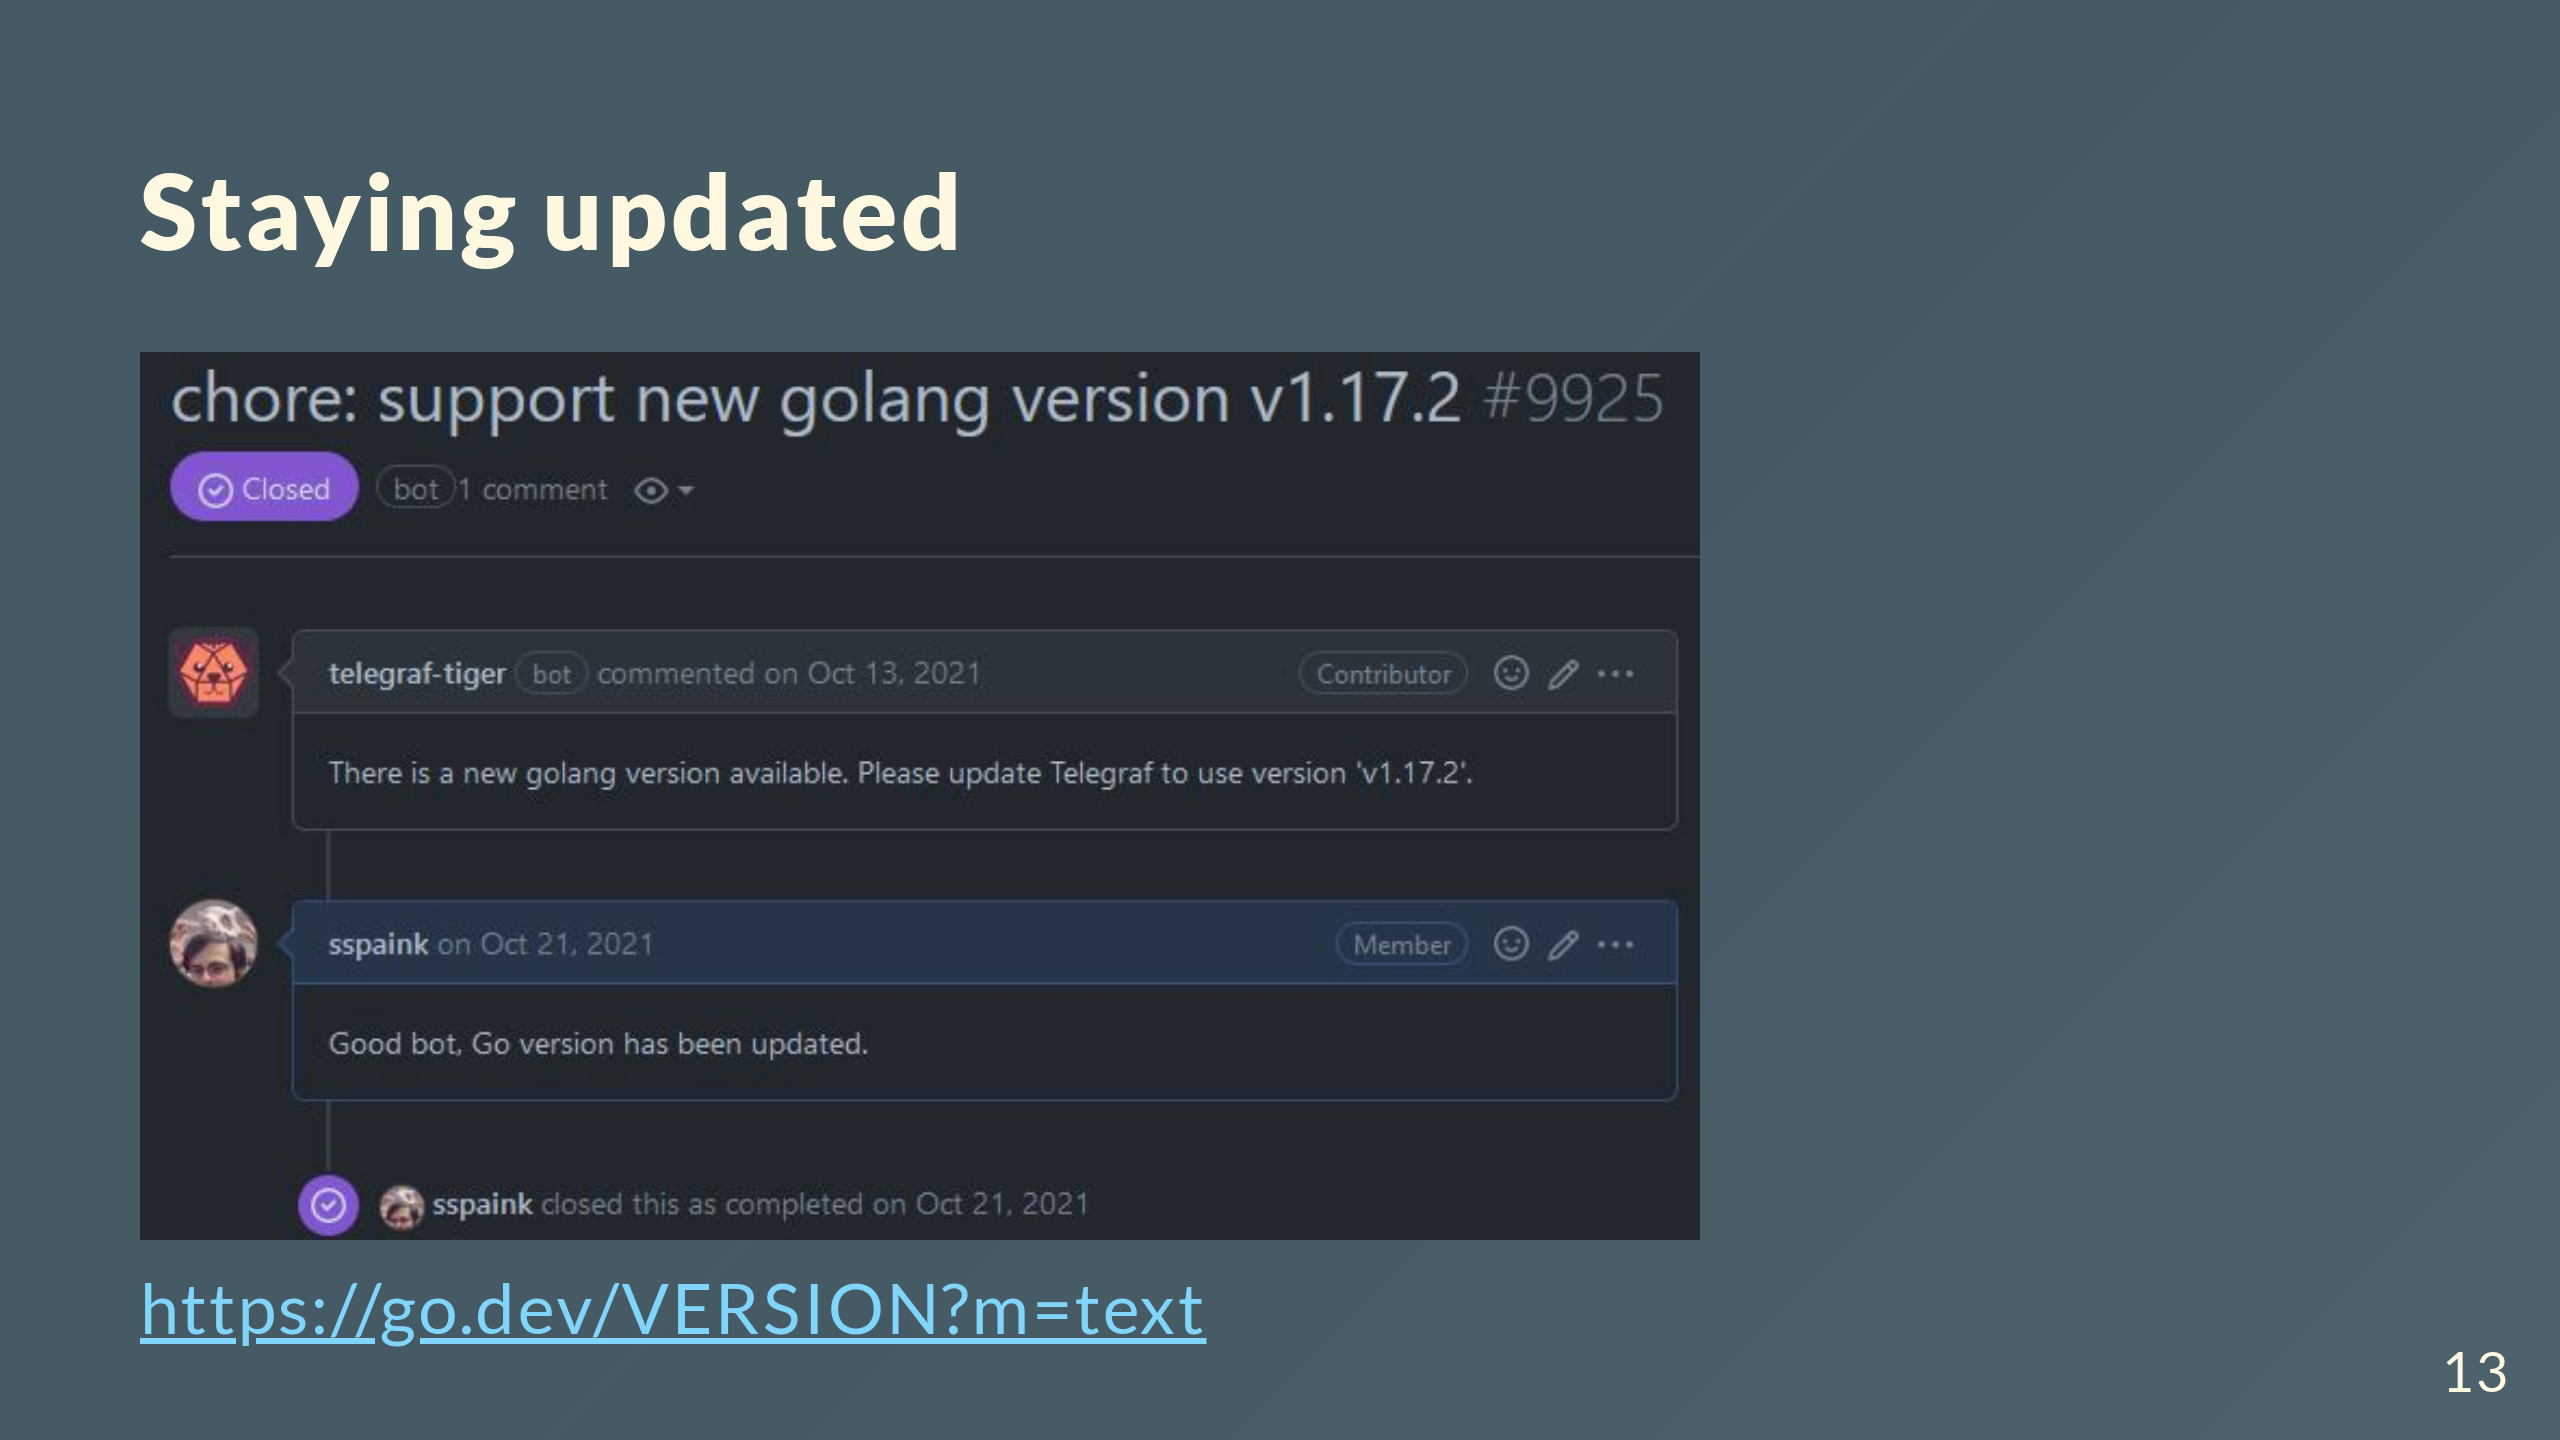 Staying updated
chore: support new golang version v1.17.2 #9925
Closed bot 1 comment
telegraf-tiger bot commented on Oct 13, 2021 Contributor
There is a new golang version available. Please update Telegraf to use version 'v1.17.2'.
sspaink on Oct 21, 2021 Member
Good bot, Go version has been updated.
sspaink closed this as completed on Oct 21, 2021
https://go.dev/VERSION?m=text
13